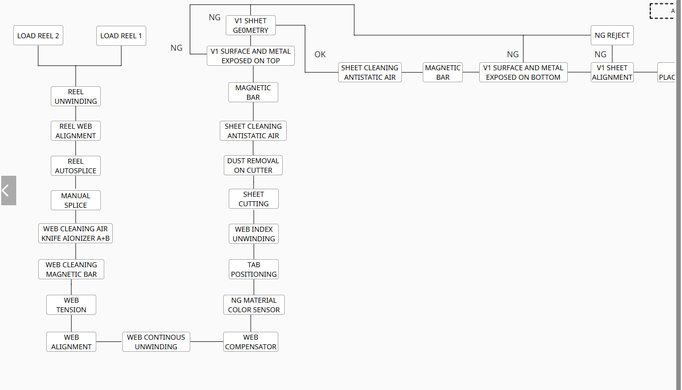 LOAD REEL 2
LOAD REEL 1
REEL
UNWINDING
REEL WEB
ALIGNMENT
REEL
AUTOSPLICE
MANUAL
SPLICE
WEB CLEANING AIR
KNIFE AIONIZER A+B
WEB CLEANING
MAGNETIC BAR
WEB
TENSION
WEB
ALIGNMENT
WEB CONTINOUS
UNWINDING
WEB
COMPENSATOR
NG MATERIAL
COLOR SENSOR
TAB
POSITIONING
WEB INDEX
UNWINDING
SHEET
CUTTING
DUST REMOVAL
ON CUTTER
SHEET CLEANING
ANTISTATIC AIR
MAGNETIC
BAR
V1 SURFACE AND METAL
EXPOSED ON TOP
NG
V1 SHHET
GEOMETRY
NG
OK
SHEET CLEANING
ANTISTATIC AIR
MAGNETIC
BAR
V1 SURFACE AND METAL
EXPOSED ON BOTTOM
NG
V1 SHEET
ALIGNMENT
NG
NG REJECT
PLAC
A